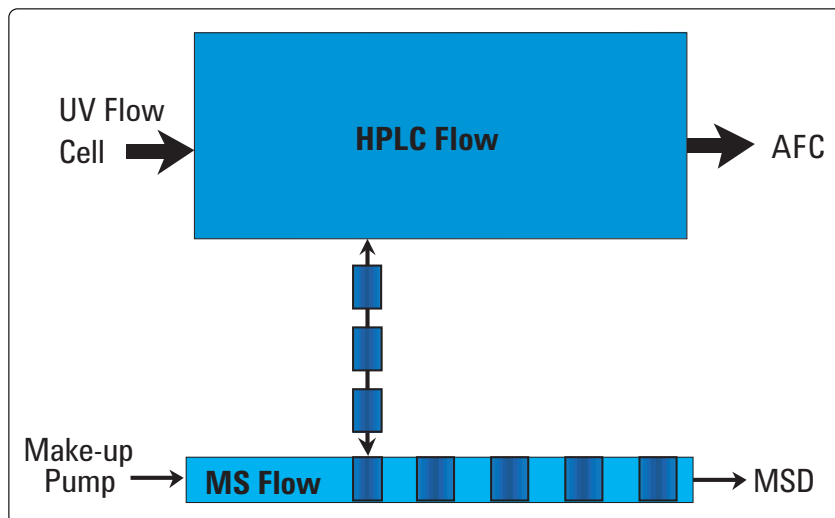 UV Flow
Cell
HPLC Flow
AFC
Make-up
Pump
MS Flow
MSD